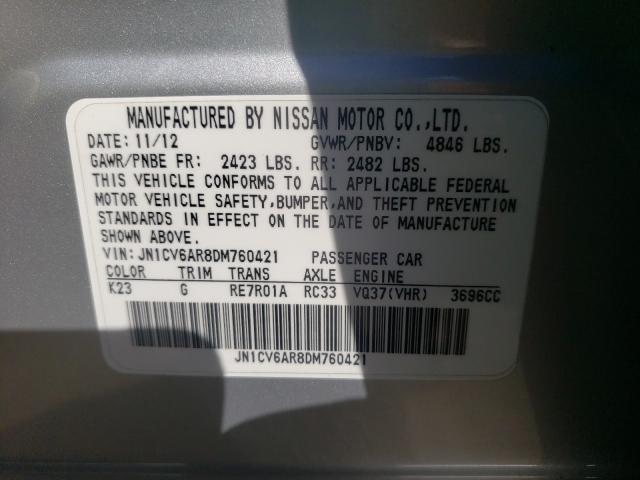 MANUFACTURED BY NISSAN MOTOR CO.,LTD.
DATE: 11/12 GVWR/PNBV: 4846 LBS.
GAWR/PNBE FR: 2423 LBS. RR: 2482 LBS.
THIS VEHICLE CONFORMS TO ALL APPLICABLE FEDERAL
MOTOR VEHICLE SAFETY,BUMPER,AND THEFT PREVENTION
STANDARDS IN EFFECT ON THE DATE OF MANUFACTURE
SHOWN ABOVE.
VIN: JN1CV6AR8DM760421 PASSENGER CAR
COLOR TRIM TRANS AXLE ENGINE
K23 G RE7R01A RC33 VQ37(VHR) 3696CC
JN1CV6AR8DM760421